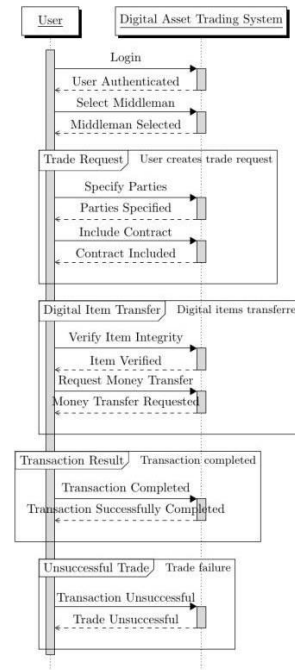 User
Digital Asset Trading System
Login
User Authenticated
Select Middleman
Middleman Selected
Trade Request
User creates trade request
Specify Parties
Parties Specified
Include Contract
Contract Included
Digital Item Transfer
Digital items transferre
Verify Item Integrity
Item Verified
Request Money Transfer
Money Transfer Requested
Transaction Result
Transaction completed
Transaction Completed
Transaction Successfully Completed
Unsuccessful Trade
Trade failure
Transaction Unsuccessful
Trade Unsuccessful